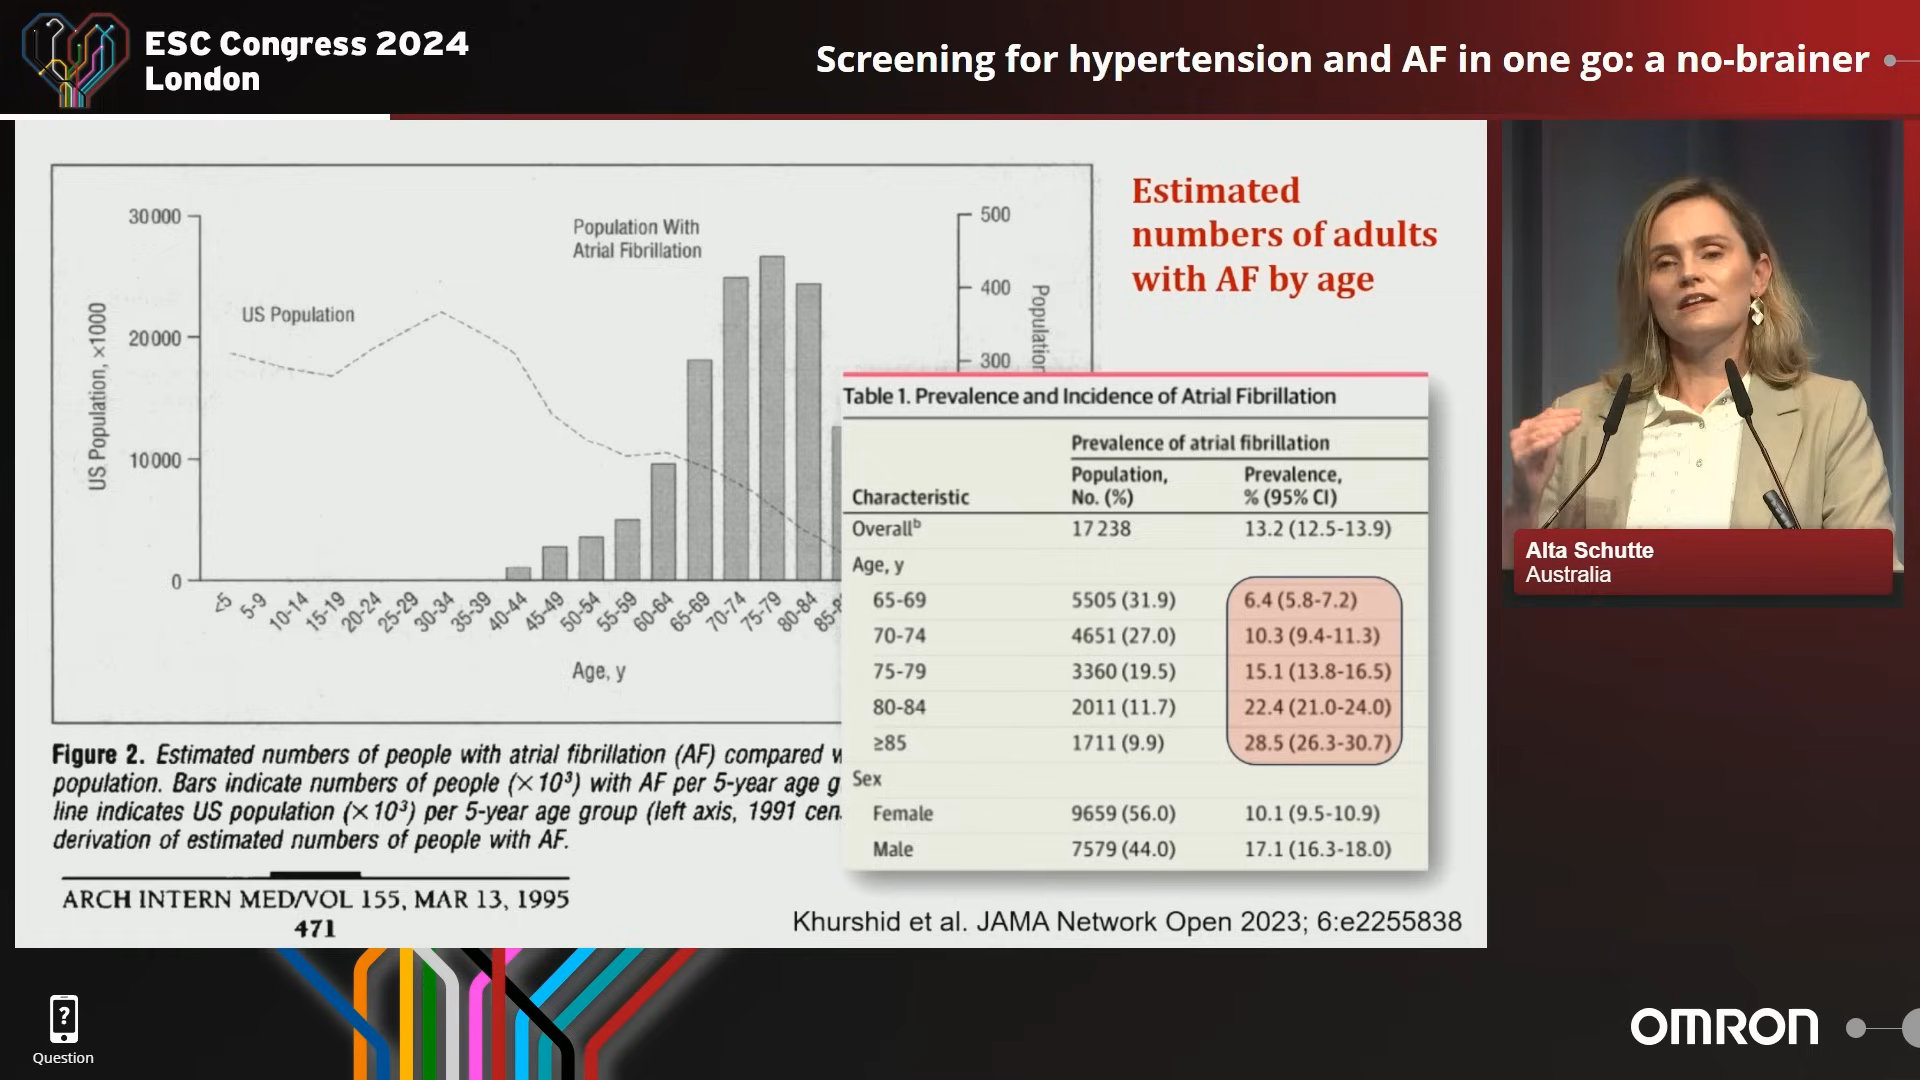 ESC Congress 2024
London
Screening for hypertension and AF in one go: a no-brainer
Estimated
numbers of adults
with AF by age
30000
20000
10000
0
US Population, ×1000
US Population
Population With
Atrial Fibrillation
500
400
300
Population
<5
5-9
10-14
15-19
20-24
25-29
30-34
35-39
40-44
45-49
50-54
55-59
60-64
65-69
70-74
75-79
80-84
Age, y
Figure 2. Estimated numbers of people with atrial fibrillation (AF) compared
population. Bars indicate numbers of people (×10³) with AF per 5-year age
line indicates US population (×10³) per 5-year age group (left axis, 1991
derivation of estimated numbers of people with AF.
ARCH INTERN MED/VOL 155, MAR 13, 1995
471
Table 1. Prevalence and Incidence of Atrial Fibrillation
Prevalence of atrial fibrillation
Characteristic Population, No. (%) Prevalence, % (95% CI)
Overallᵇ 17 238 13.2 (12.5-13.9)
Age, y
65-69 5505 (31.9) 6.4 (5.8-7.2)
70-74 4651 (27.0) 10.3 (9.4-11.3)
75-79 3360 (19.5) 15.1 (13.8-16.5)
80-84 2011 (11.7) 22.4 (21.0-24.0)
≥85 1711 (9.9) 28.5 (26.3-30.7)
Sex
Female 9659 (56.0) 10.1 (9.5-10.9)
Male 7579 (44.0) 17.1 (16.3-18.0)
Khurshid et al. JAMA Network Open 2023; 6:e2255838
Alta Schutte
Australia
?
Question
OMRON